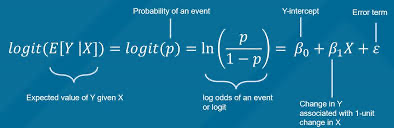 Probability of an event
Y-intercept
Error term
logit(E[Y |X]) = logit(p) = ln(p/(1 − p)) = β₀ + β₁X + ε
Expected value of Y given X
log odds of an event
or logit
Change in Y
associated with 1-unit
change in X